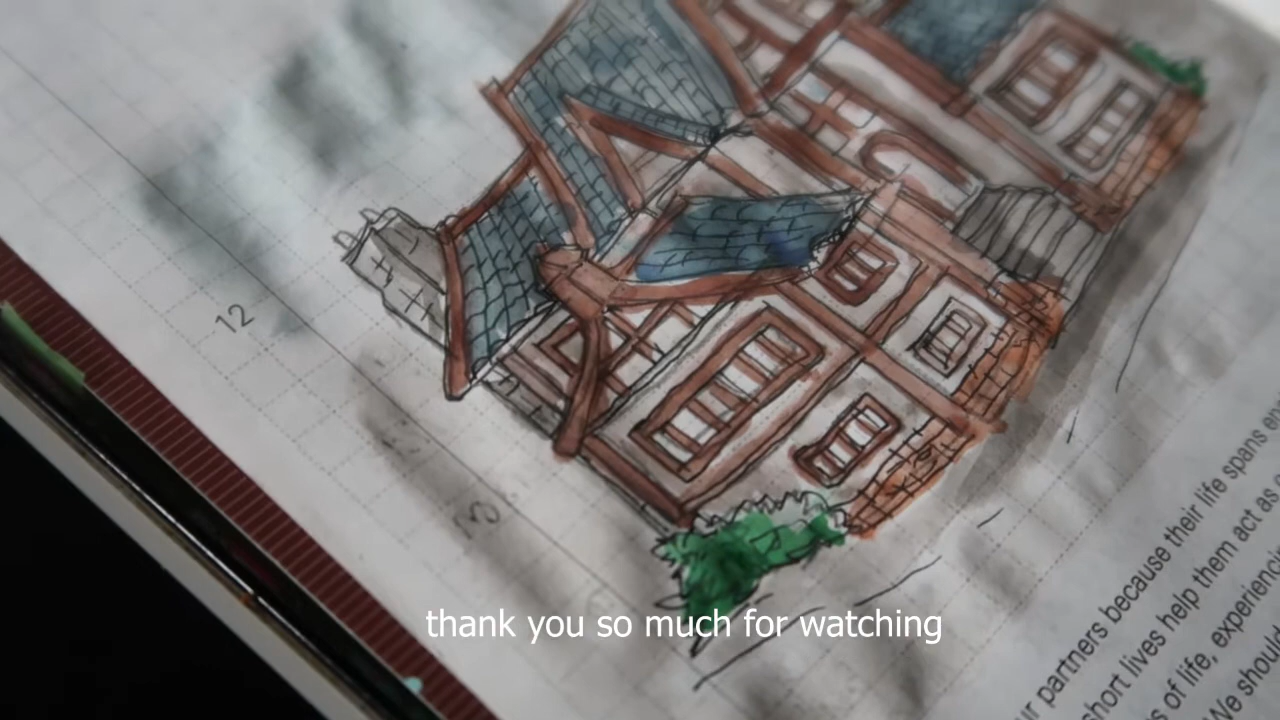 12
13
ur partners because their life spans
short lives help them act as
s of life, experienci
We should
thank you so much for watching